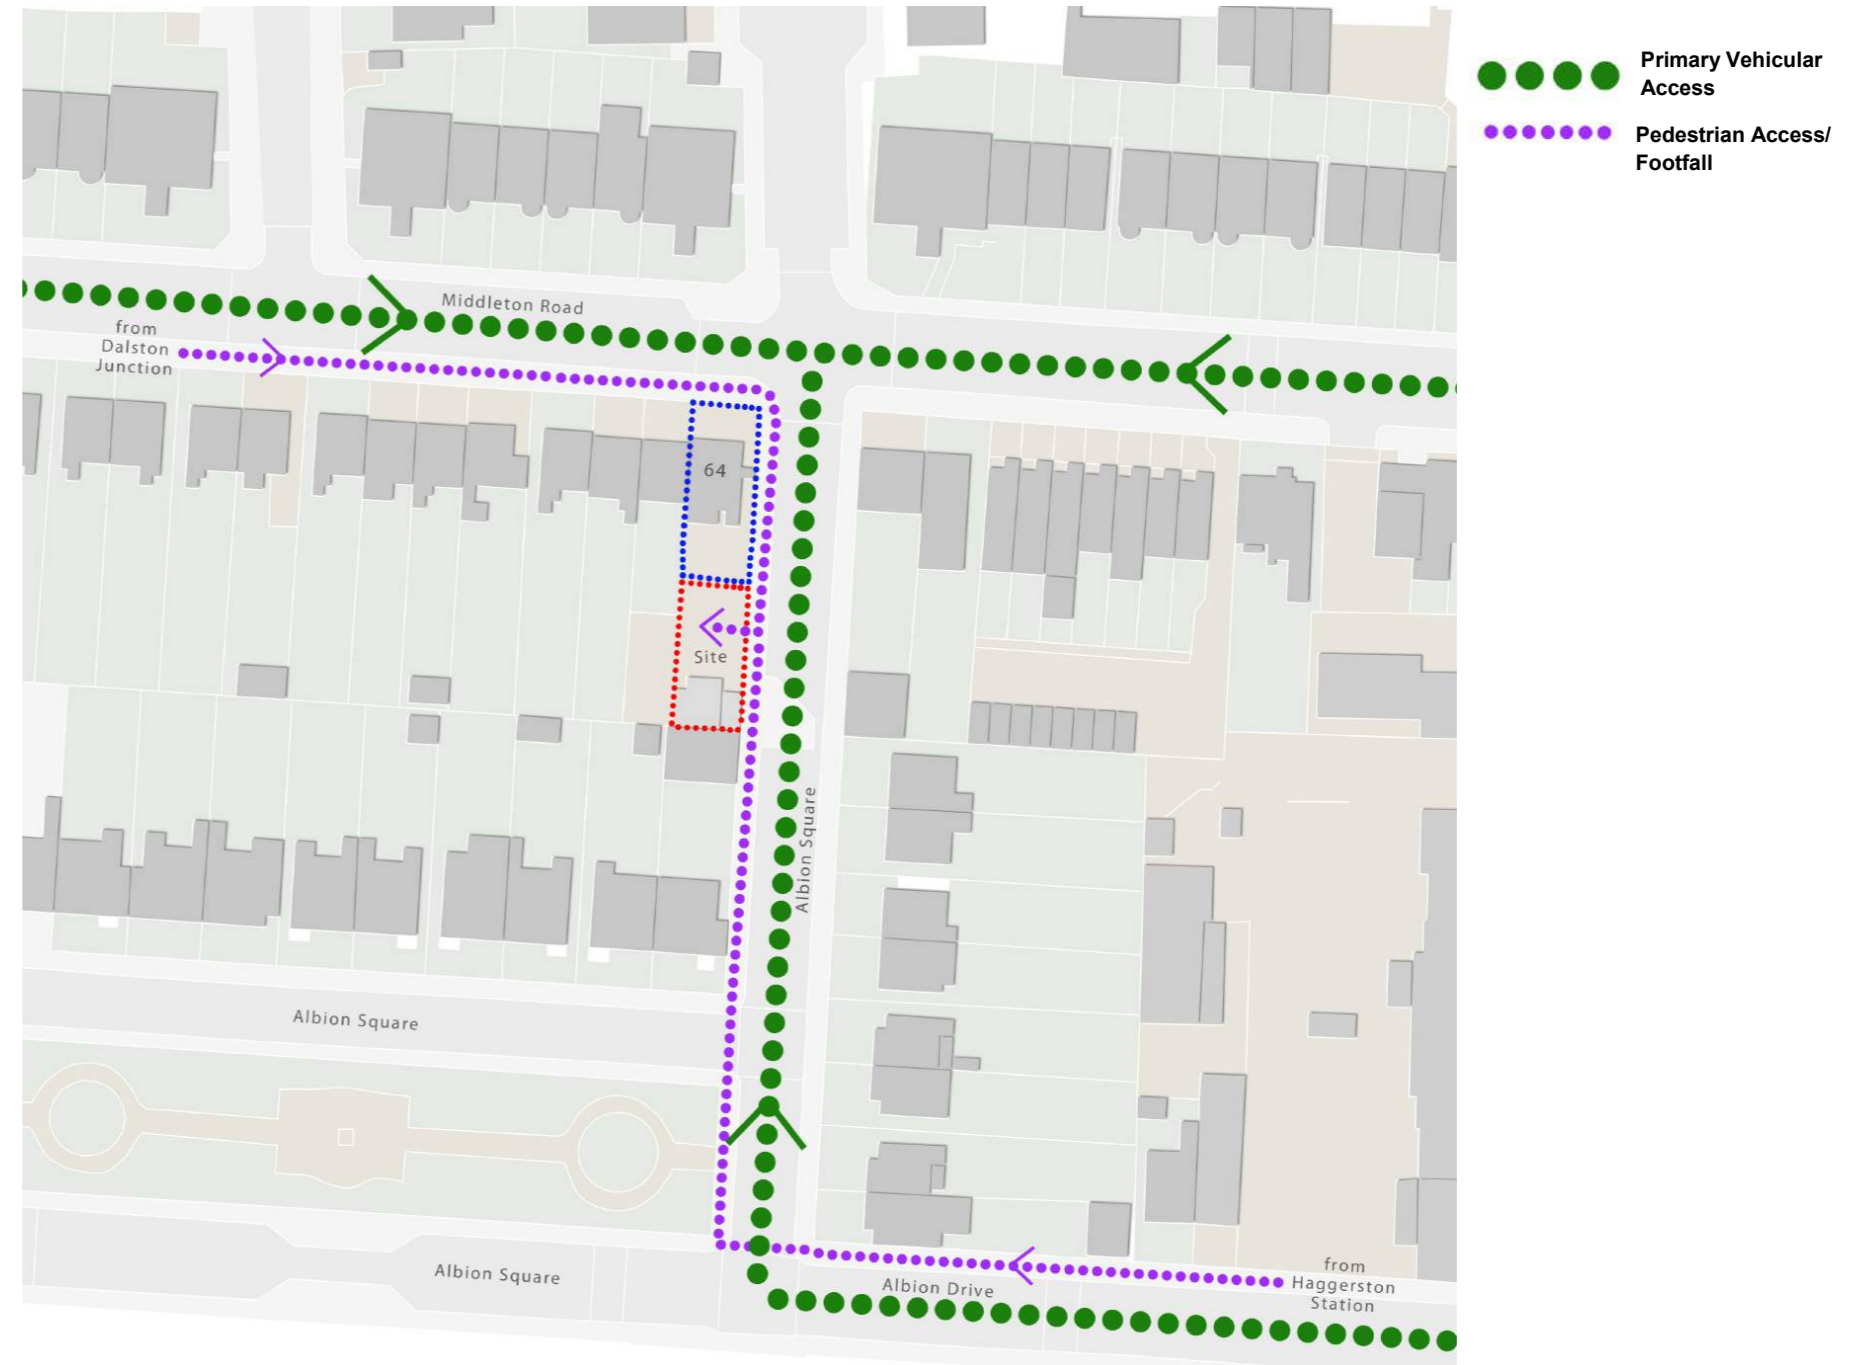 Primary Vehicular
Access
Pedestrian Access/
Footfall
Middleton Road
from
Dalston
Junction
64
Site
Albion Square
Albion Square
Albion Square
Albion Drive
from
Haggerston
Station